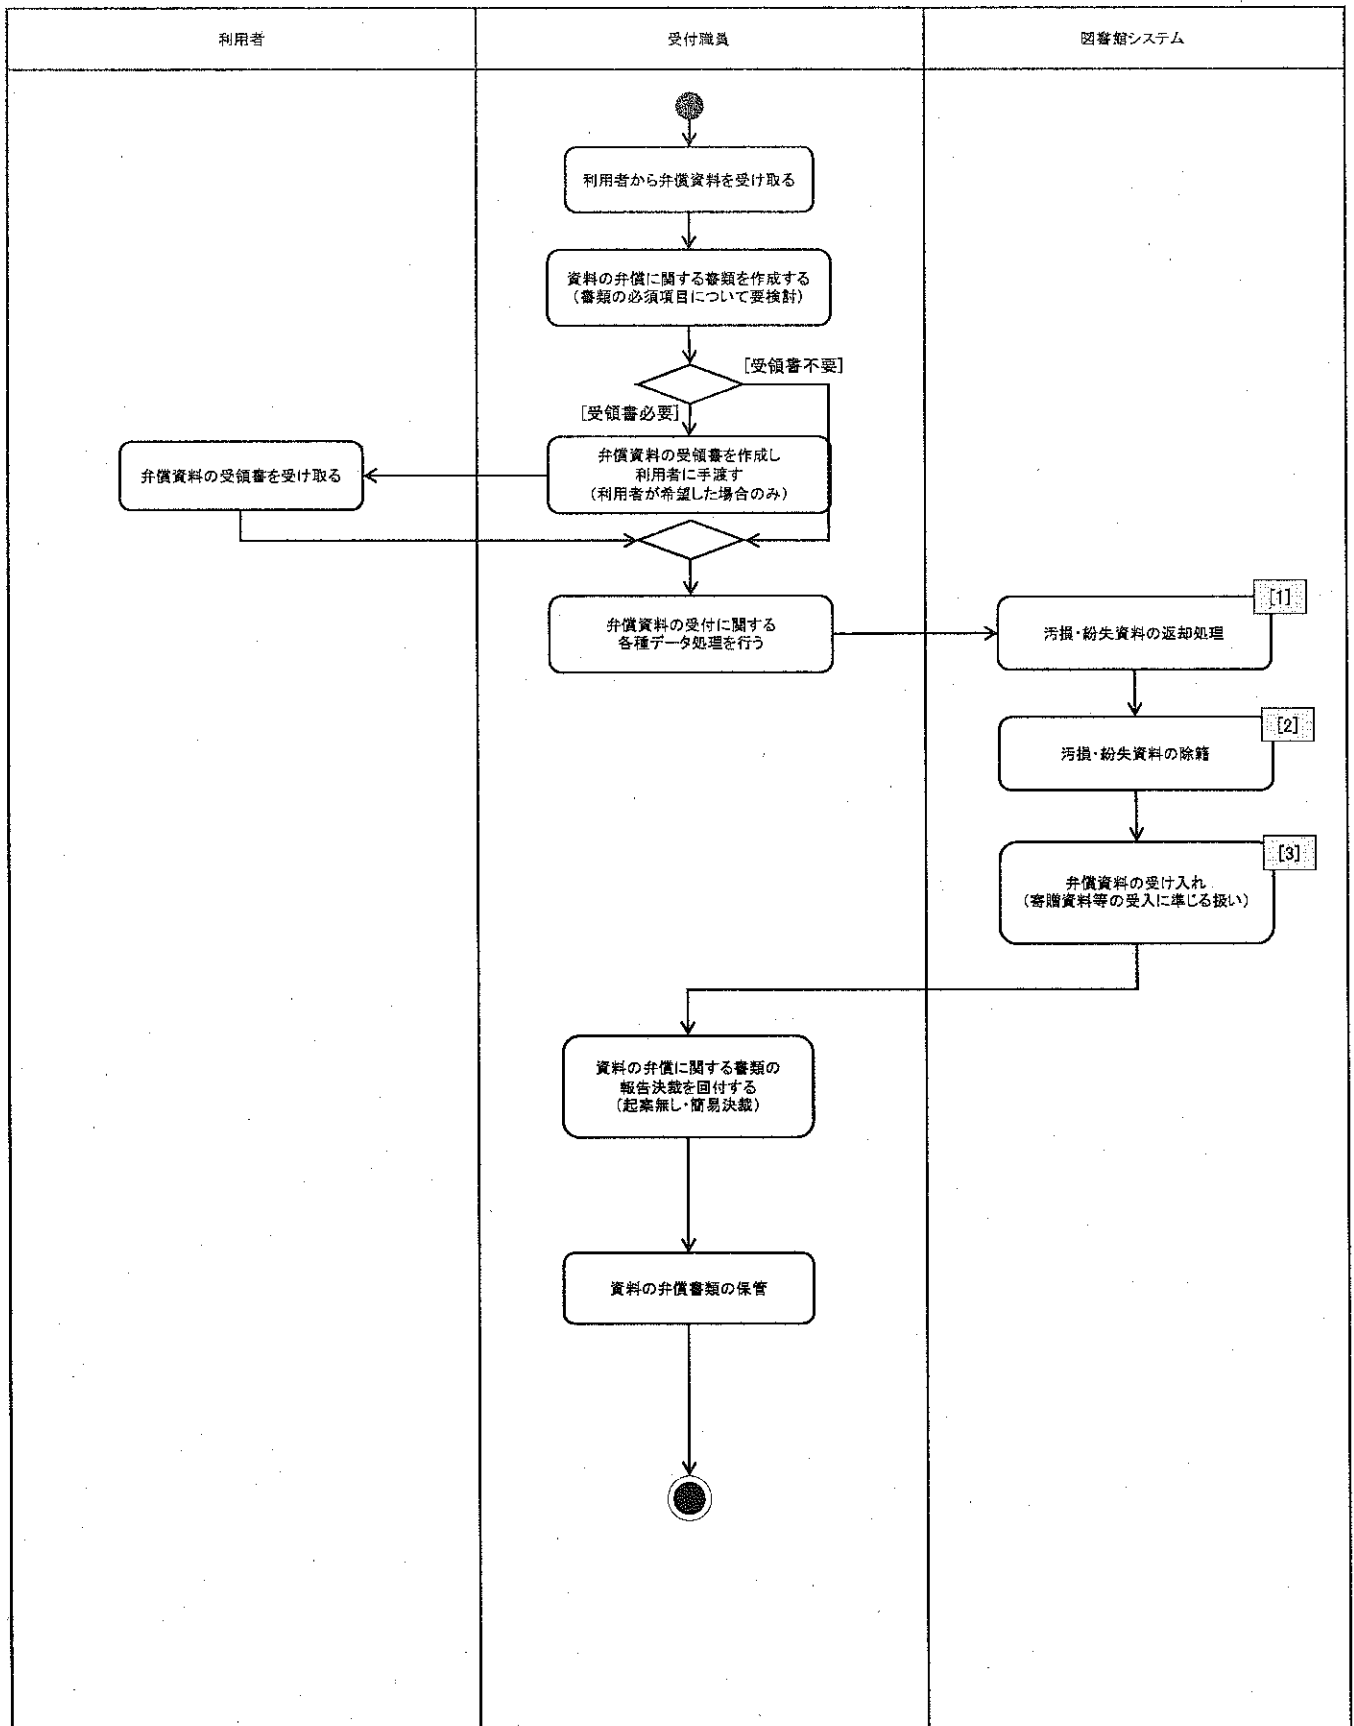 利用者
受付職員
図書館システム
利用者から弁償資料を受け取る
資料の弁償に関する書類を作成する
(書類の必須項目について要検討)
[受領書不要]
[受領書必要]
弁償資料の受領書を作成し
利用者に手渡す
(利用者が希望した場合のみ)
弁償資料の受領書を受け取る
弁償資料の受付に関する
各種データ処理を行う
[1]
汚損・紛失資料の返却処理
[2]
汚損・紛失資料の除籍
[3]
弁償資料の受け入れ
(寄贈資料等の受入に準じる扱い)
資料の弁償に関する書類の
報告決裁を回付する
(起案無し・簡易決裁)
資料の弁償書類の保管